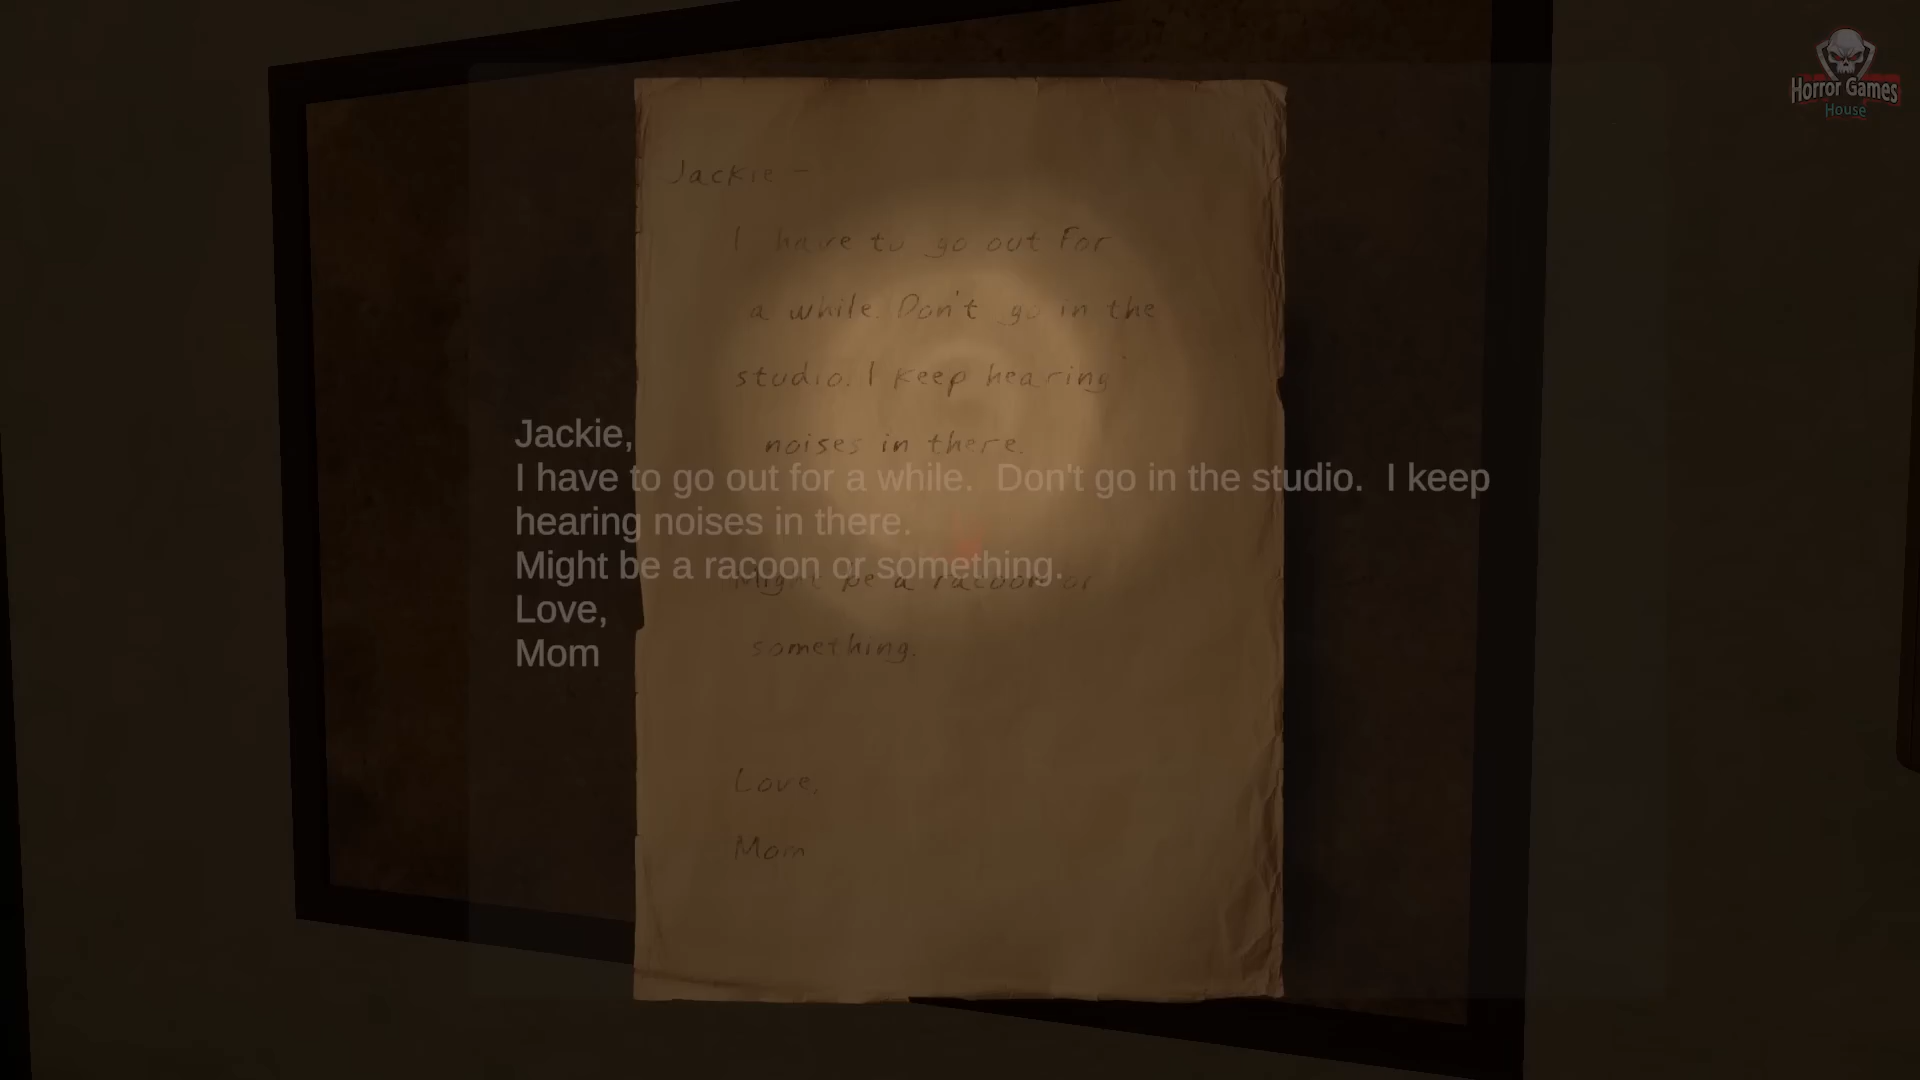 Horror Games
House
Jackie -
I have to go out For
a while. Don't go in the
studio. I keep hearing
noises in there.
Might be a racoon or
something.
Love,
Mom
Jackie,
I have to go out for a while.  Don't go in the studio.  I keep
hearing noises in there.
Might be a racoon or something.
Love,
Mom